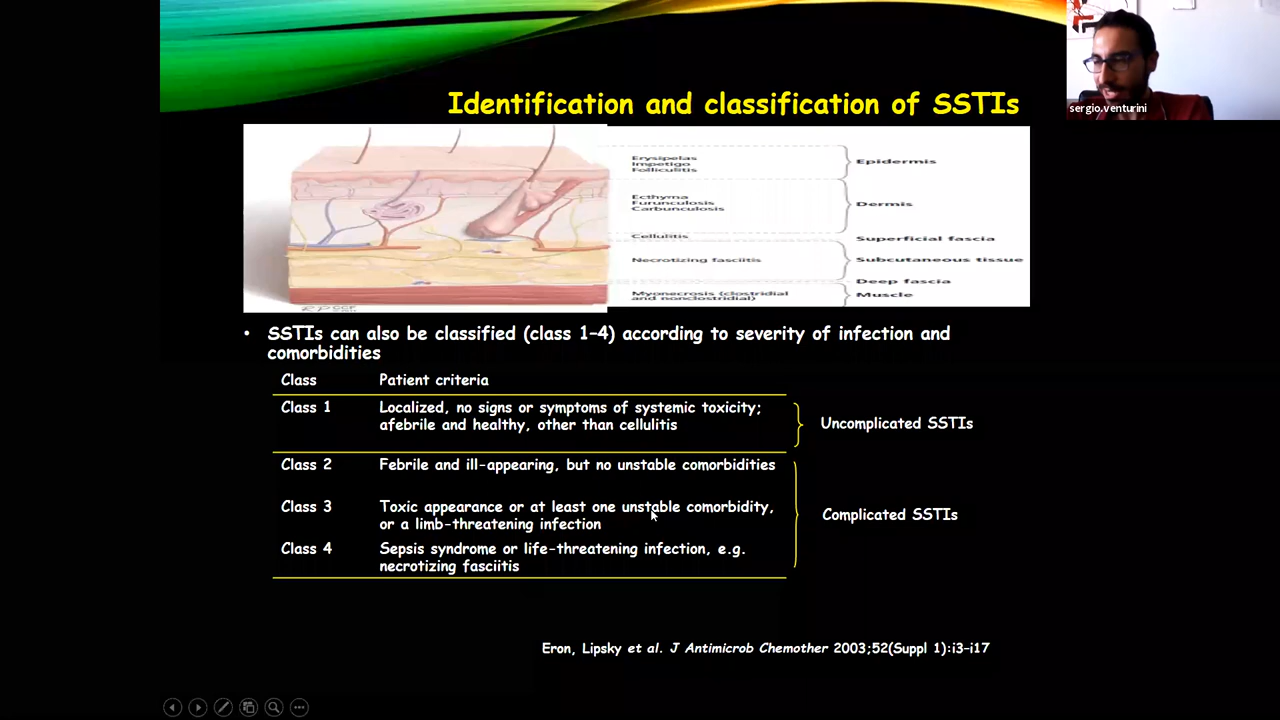 sergio.venturini
Identification and classification of SSTIs
Erysipelas
Impetigo
Folliculitis
Epidermis
Ecthyma
Furunculosis
Carbunculosis
Dermis
Cellulitis
Superficial fascia
Necrotizing fasciitis
Subcutaneous tissue
Deep fascia
Myonecrosis (clostridial
and nonclostridial)
Muscle
• SSTIs can also be classified (class 1–4) according to severity of infection and
comorbidities
Class Patient criteria
Class 1 Localized, no signs or symptoms of systemic toxicity;
afebrile and healthy, other than cellulitis
Uncomplicated SSTIs
Class 2 Febrile and ill-appearing, but no unstable comorbidities
Class 3 Toxic appearance or at least one unstable comorbidity,
or a limb-threatening infection
Complicated SSTIs
Class 4 Sepsis syndrome or life-threatening infection, e.g.
necrotizing fasciitis
Eron, Lipsky et al. J Antimicrob Chemother 2003;52(Suppl 1):i3–i17